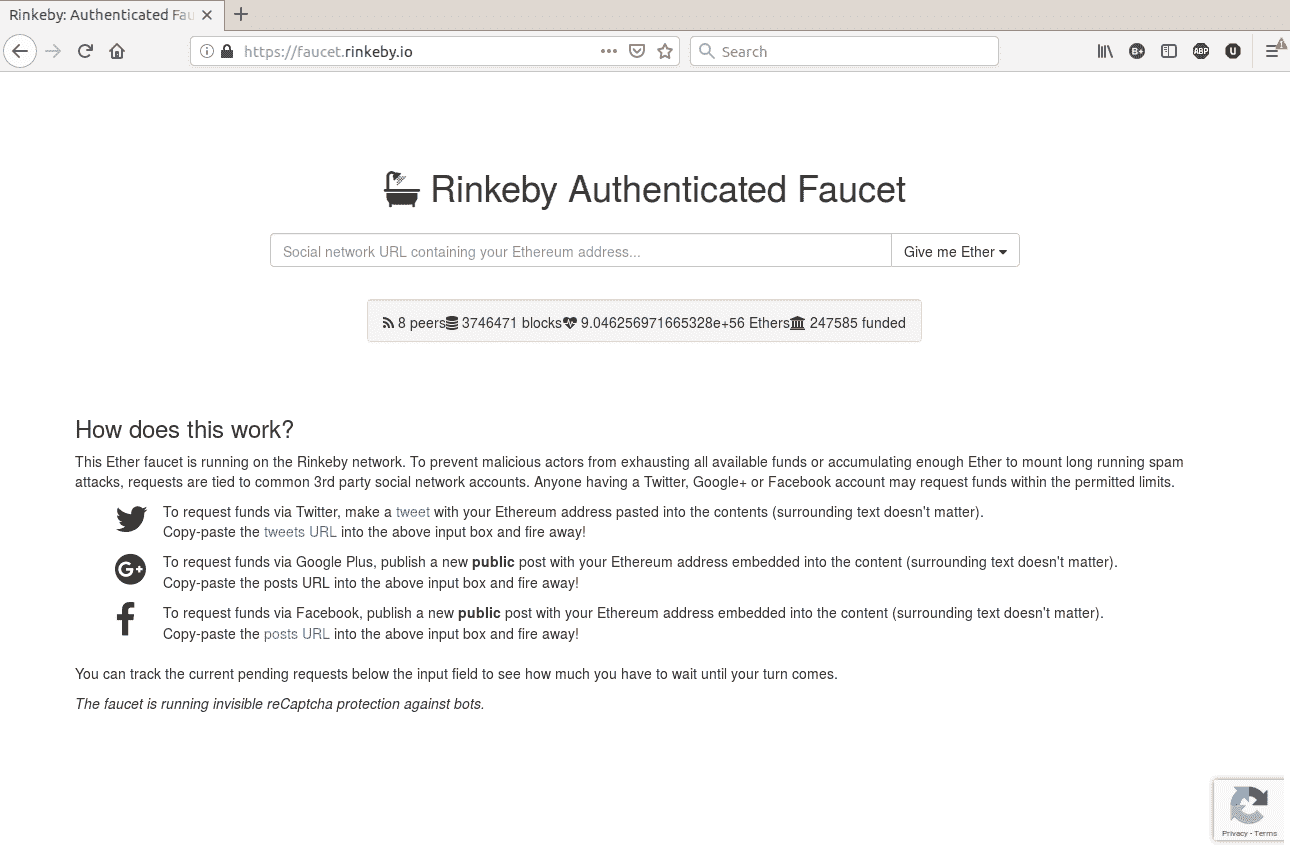 Rinkeby: Authenticated Fau
https://faucet.rinkeby.io
Search
B+
ABP
U
Rinkeby Authenticated Faucet
Social network URL containing your Ethereum address...
Give me Ether
8 peers 3746471 blocks 9.046256971665328e+56 Ethers 247585 funded
How does this work?
This Ether faucet is running on the Rinkeby network. To prevent malicious actors from exhausting all available funds or accumulating enough Ether to mount long running spam
attacks, requests are tied to common 3rd party social network accounts. Anyone having a Twitter, Google+ or Facebook account may request funds within the permitted limits.
To request funds via Twitter, make a tweet with your Ethereum address pasted into the contents (surrounding text doesn't matter).
Copy-paste the tweets URL into the above input box and fire away!
G+
To request funds via Google Plus, publish a new public post with your Ethereum address embedded into the content (surrounding text doesn't matter).
Copy-paste the posts URL into the above input box and fire away!
To request funds via Facebook, publish a new public post with your Ethereum address embedded into the content (surrounding text doesn't matter).
Copy-paste the posts URL into the above input box and fire away!
You can track the current pending requests below the input field to see how much you have to wait until your turn comes.
The faucet is running invisible reCaptcha protection against bots.
Privacy - Terms